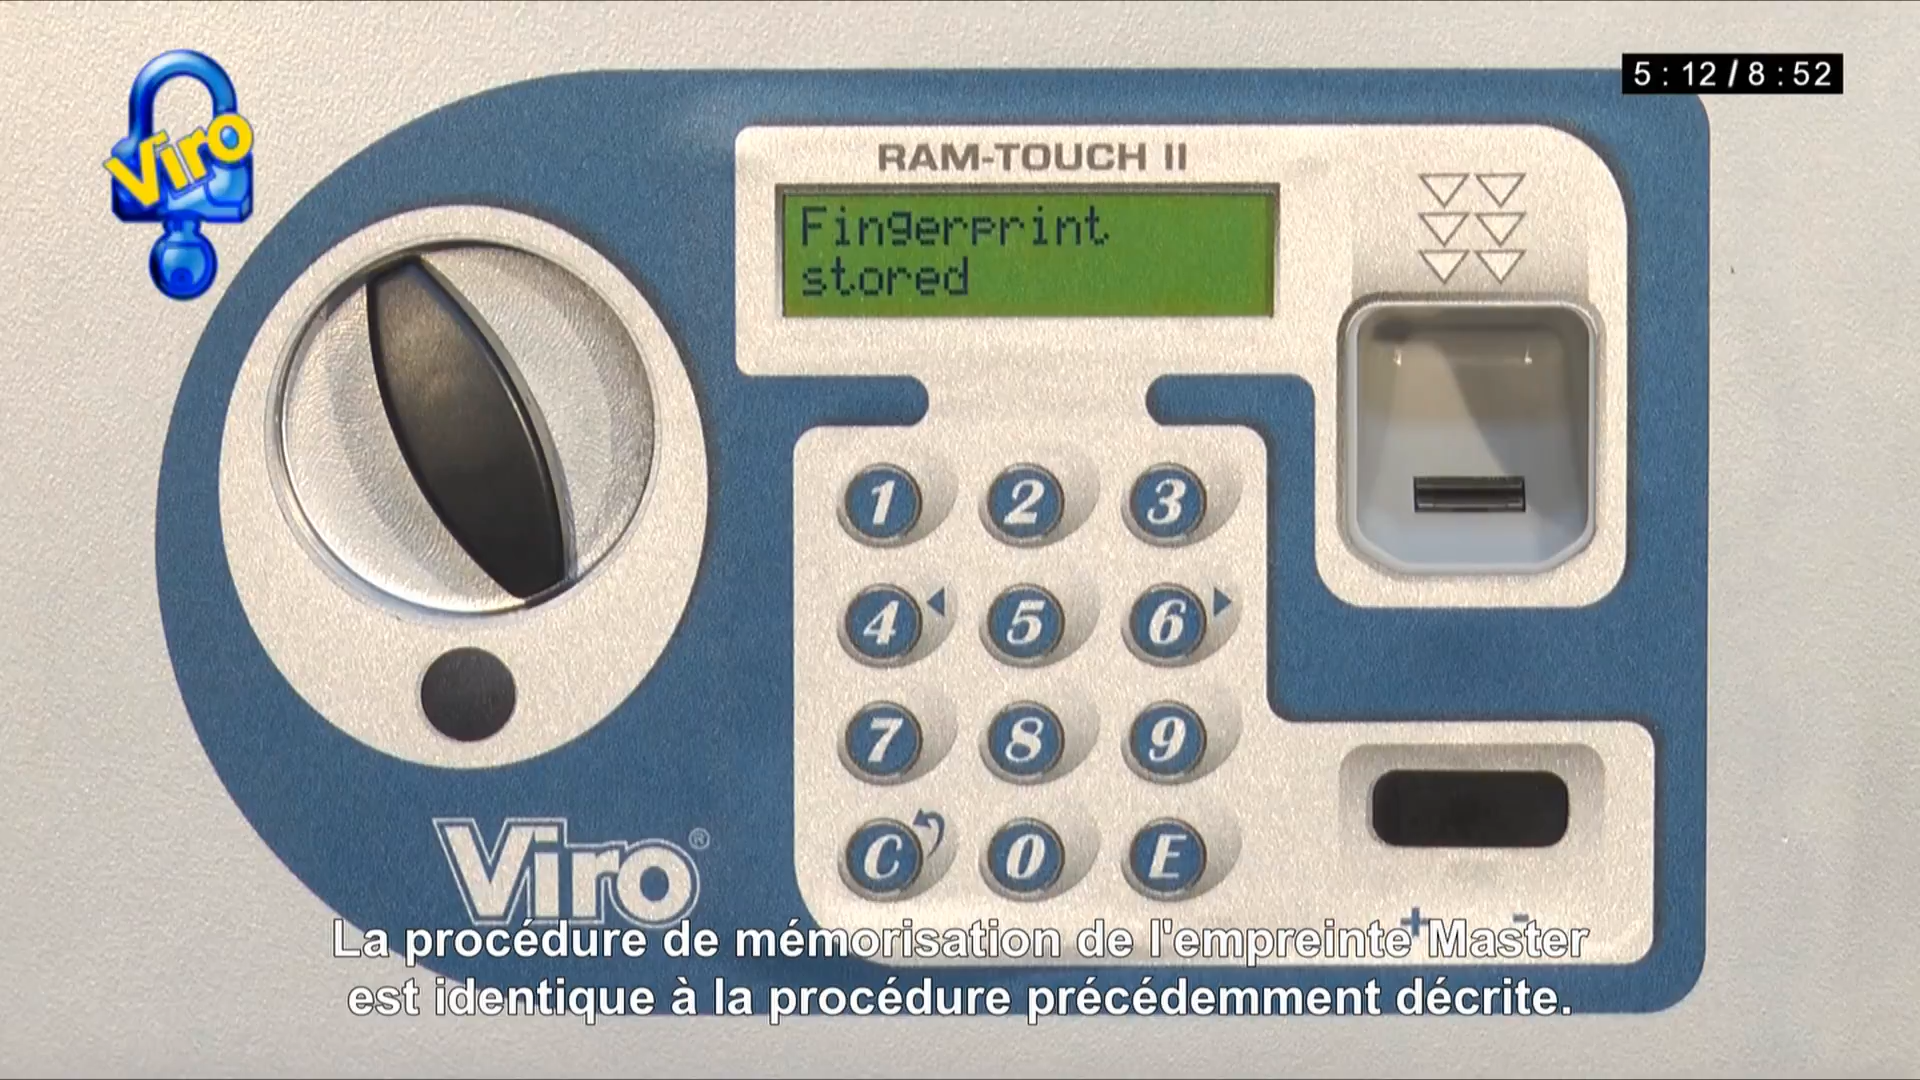 Viro
5:12/8:52
RAM-TOUCH II
Fingerprint
stored
1 2 3
4 5 6
7 8 9
C 0 E
Viro®
+ -
La procédure de mémorisation de l'empreinte Master
est identique à la procédure précédemment décrite.